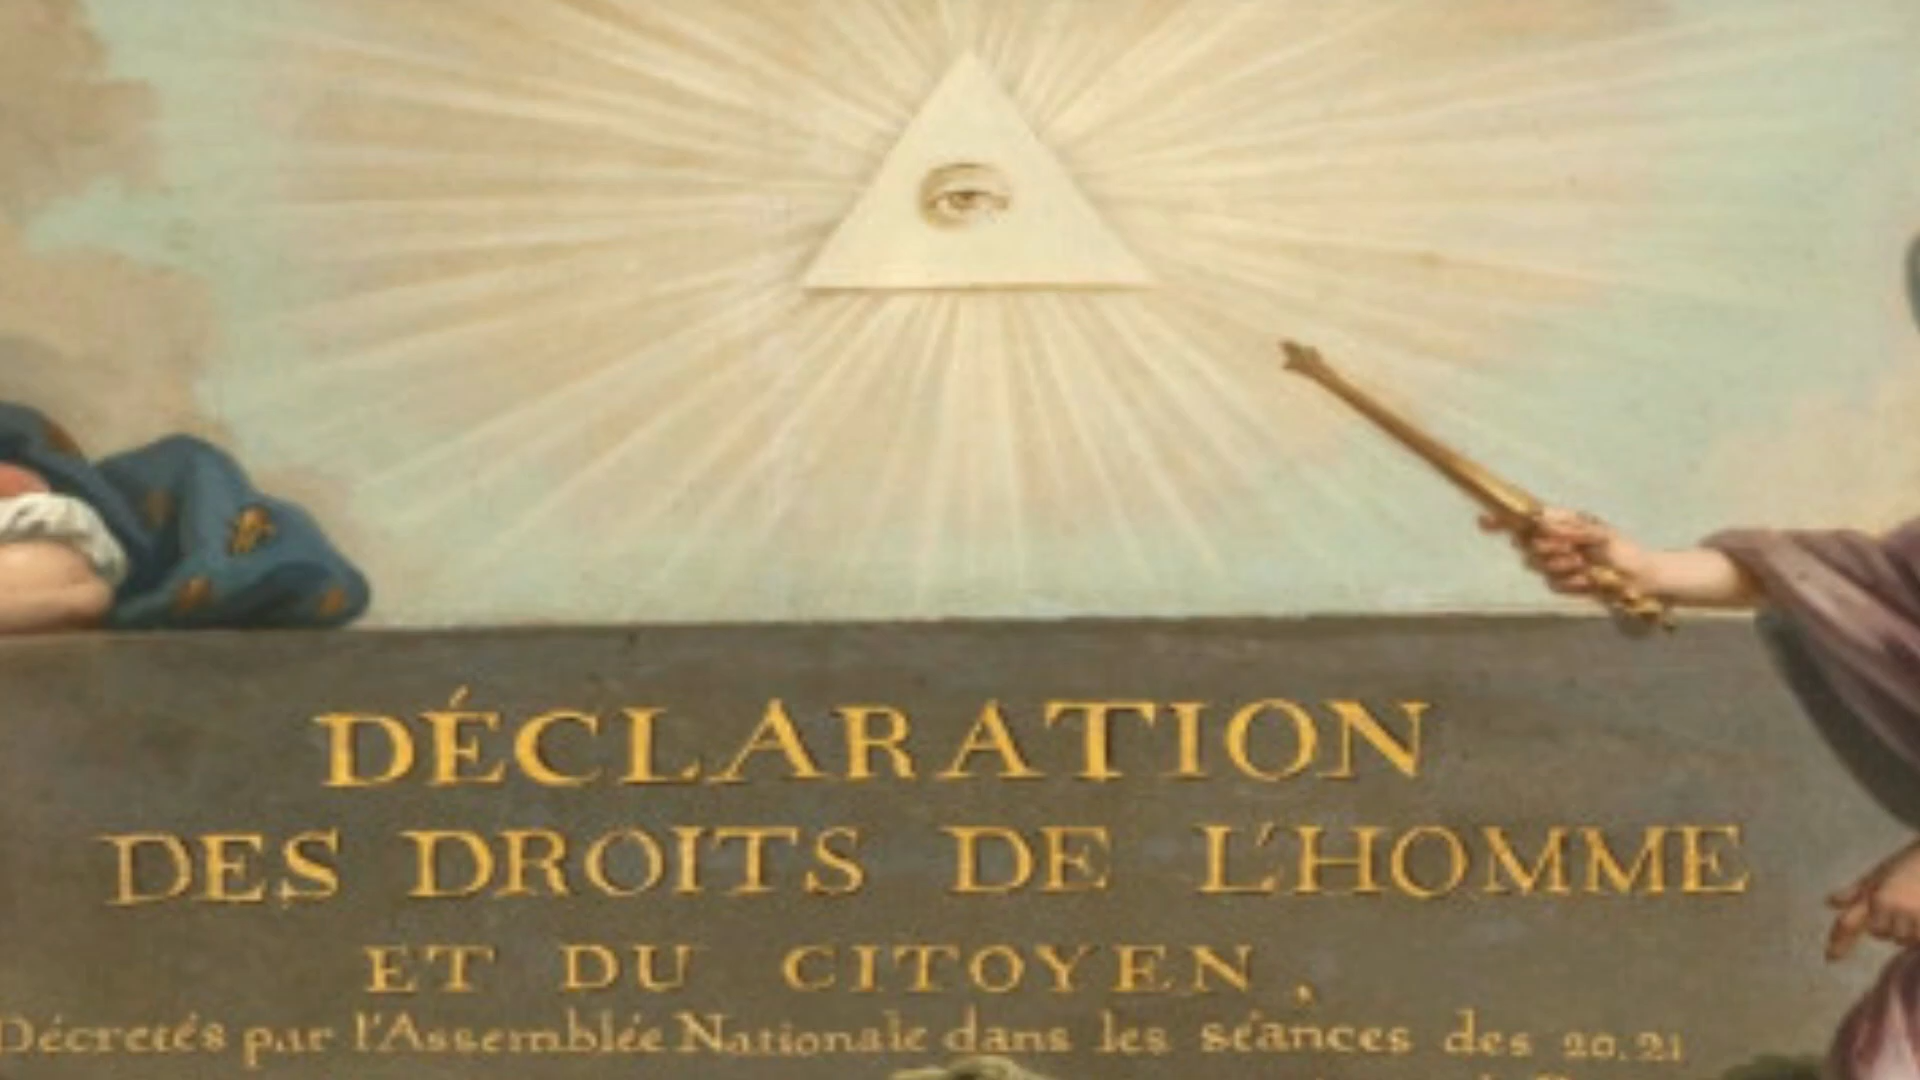 DÉCLARATION
DES DROITS DE L'HOMME
ET DU CITOYEN,
Décretés par l'Assemblée Nationale dans les séances des 20.21